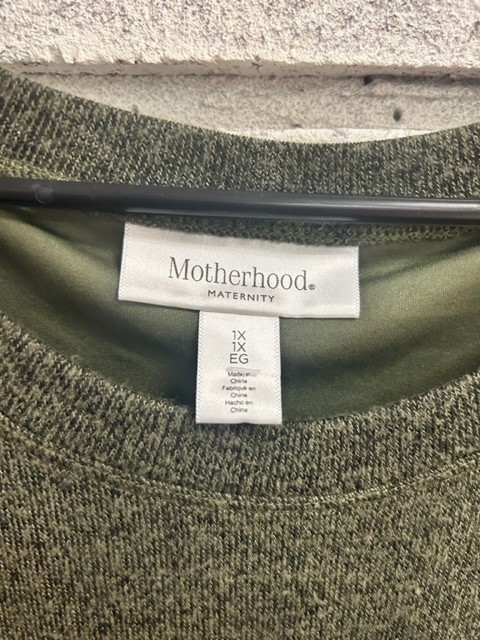 Motherhood®
MATERNITY
1X
1X
EG
Made in
China
Fabriqué en
Chine
Hecho en
China